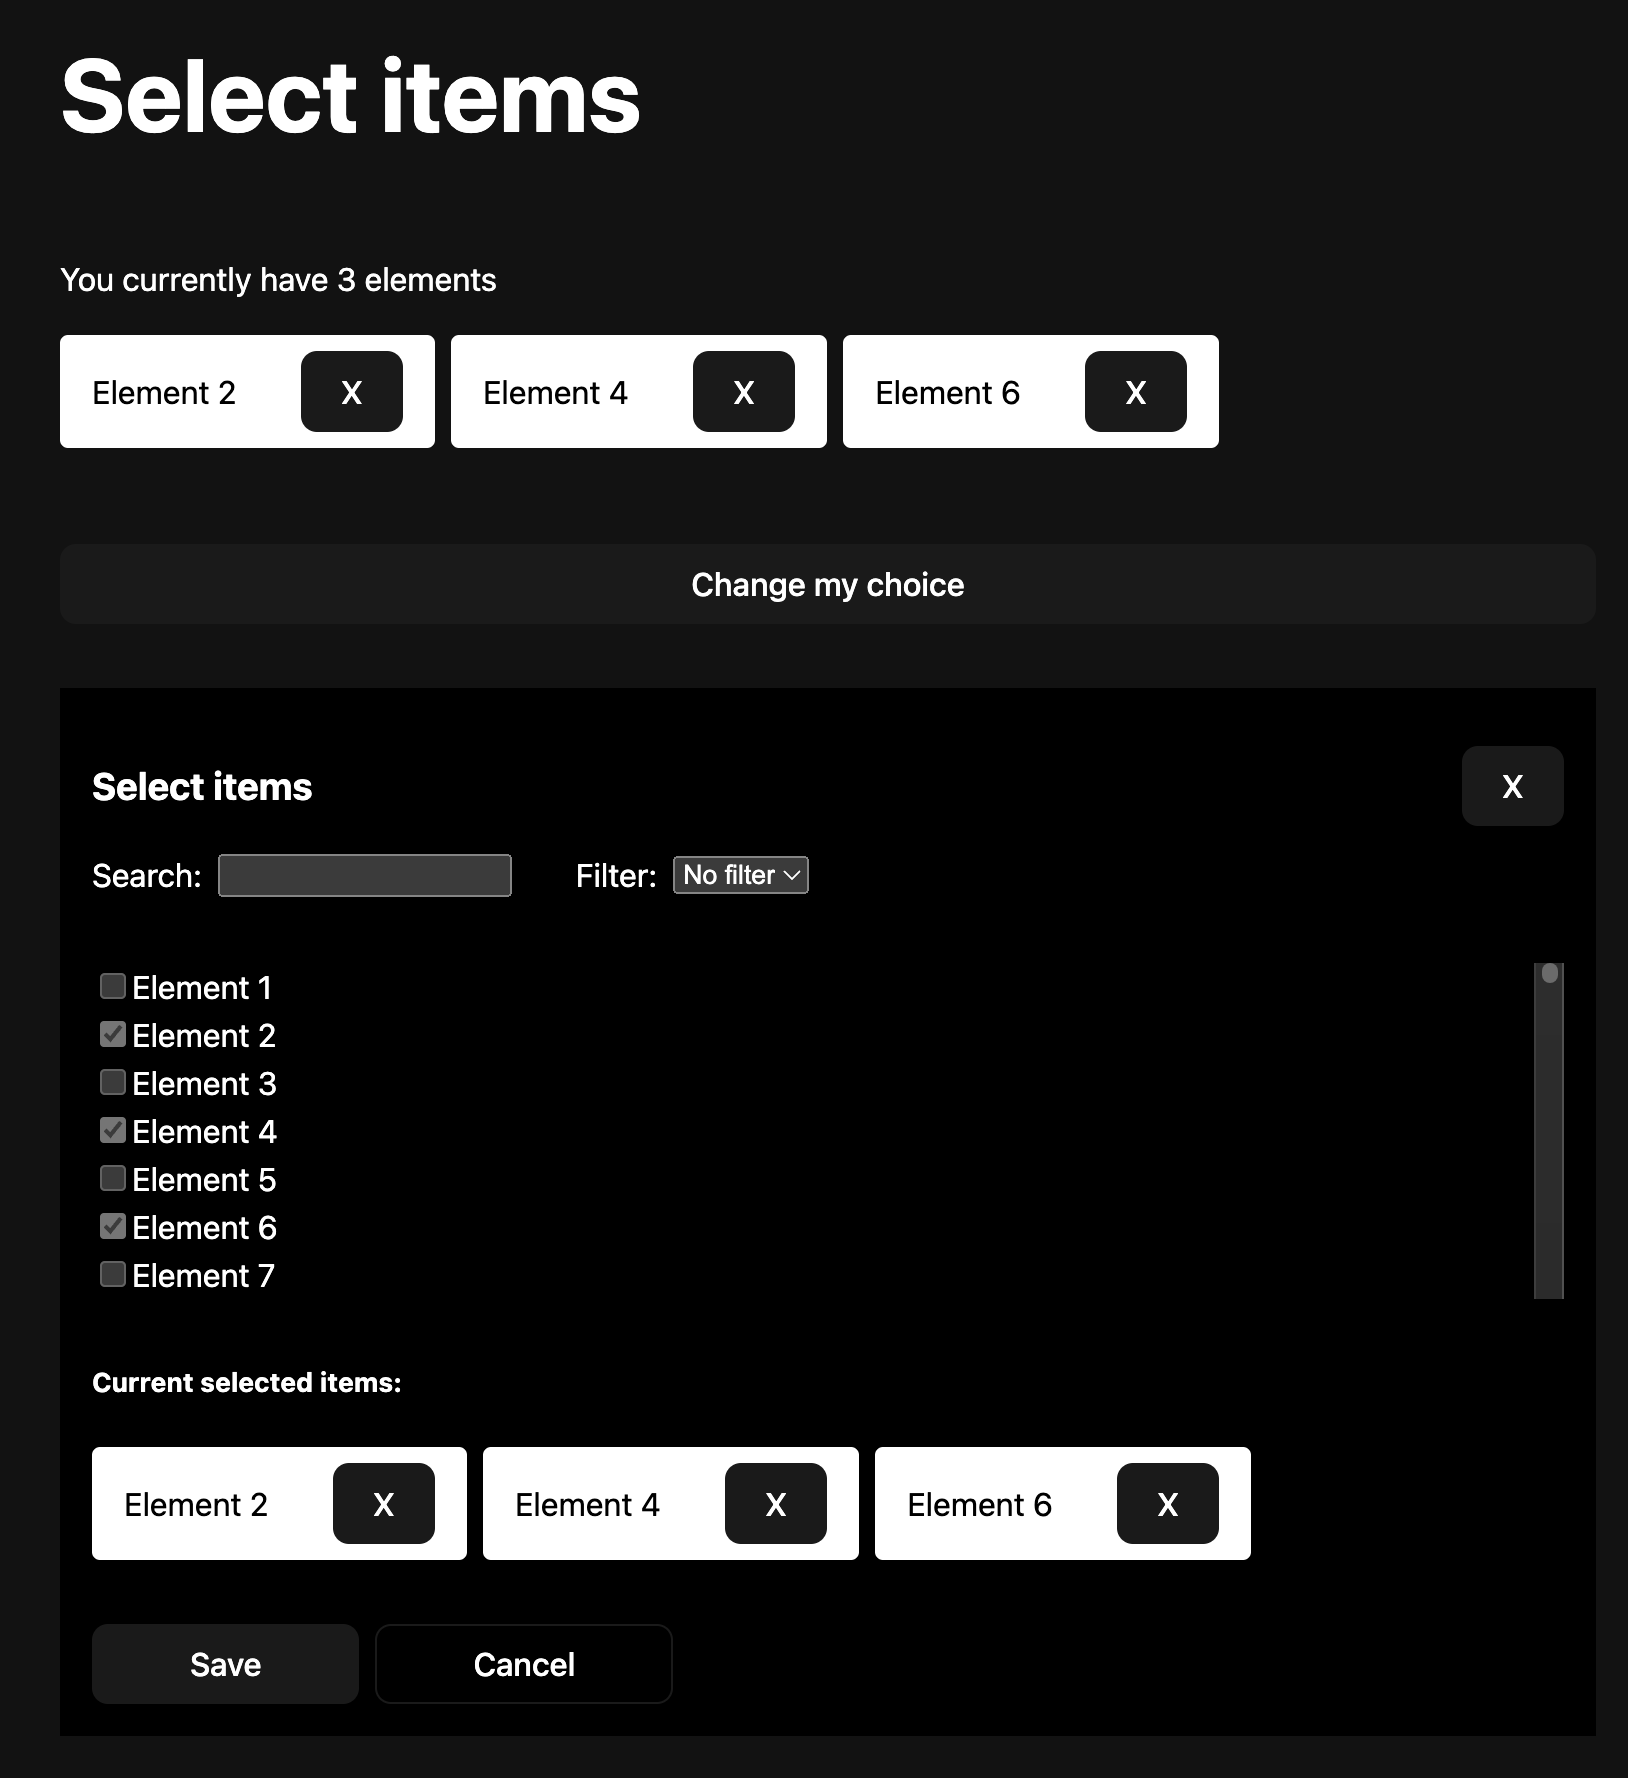 Select items
You currently have 3 elements
Element 2 X Element 4 X Element 6 X
Change my choice
Select items X
Search: Filter: No filter
Element 1
Element 2
Element 3
Element 4
Element 5
Element 6
Element 7
Current selected items:
Element 2 X Element 4 X Element 6 X
Save Cancel